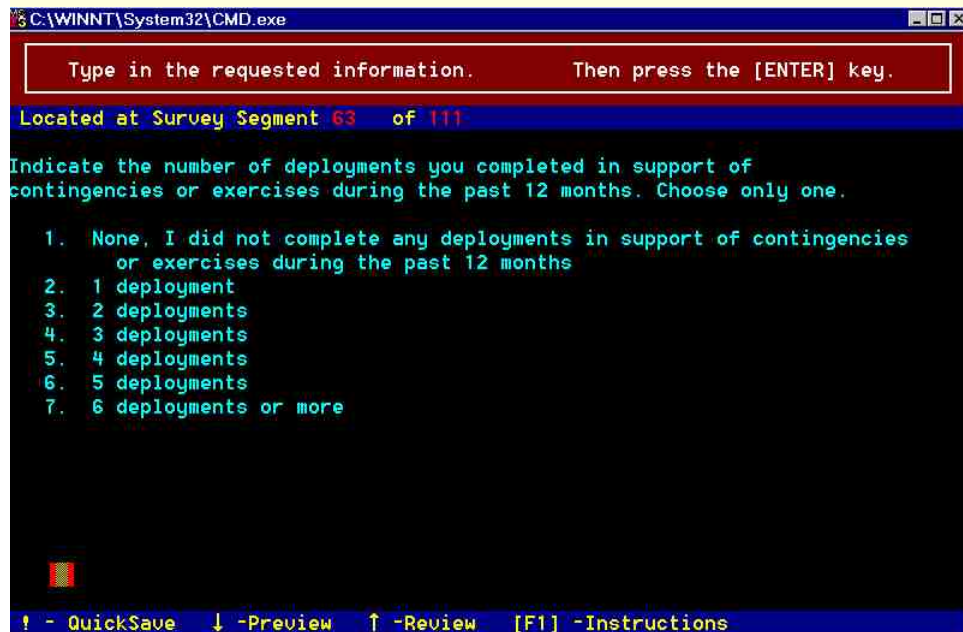 C:\WINNT\System32\CMD.exe
Type in the requested information. Then press the [ENTER] key.
Located at Survey Segment 63 of 111
Indicate the number of deployments you completed in support of
contingencies or exercises during the past 12 months. Choose only one.
1. None, I did not complete any deployments in support of contingencies
or exercises during the past 12 months
2. 1 deployment
3. 2 deployments
4. 3 deployments
5. 4 deployments
6. 5 deployments
7. 6 deployments or more
! - QuickSave ↓ -Preview ↑ -Review [F1] -Instructions